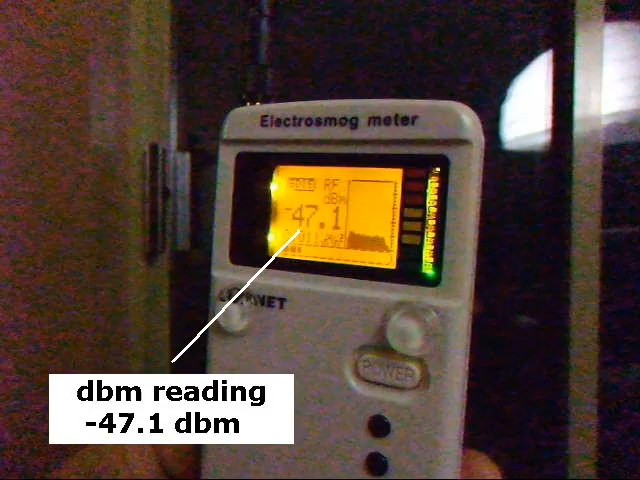 Electrosmog meter
RF
dBm
-47.1
POWER
dbm reading
-47.1 dbm